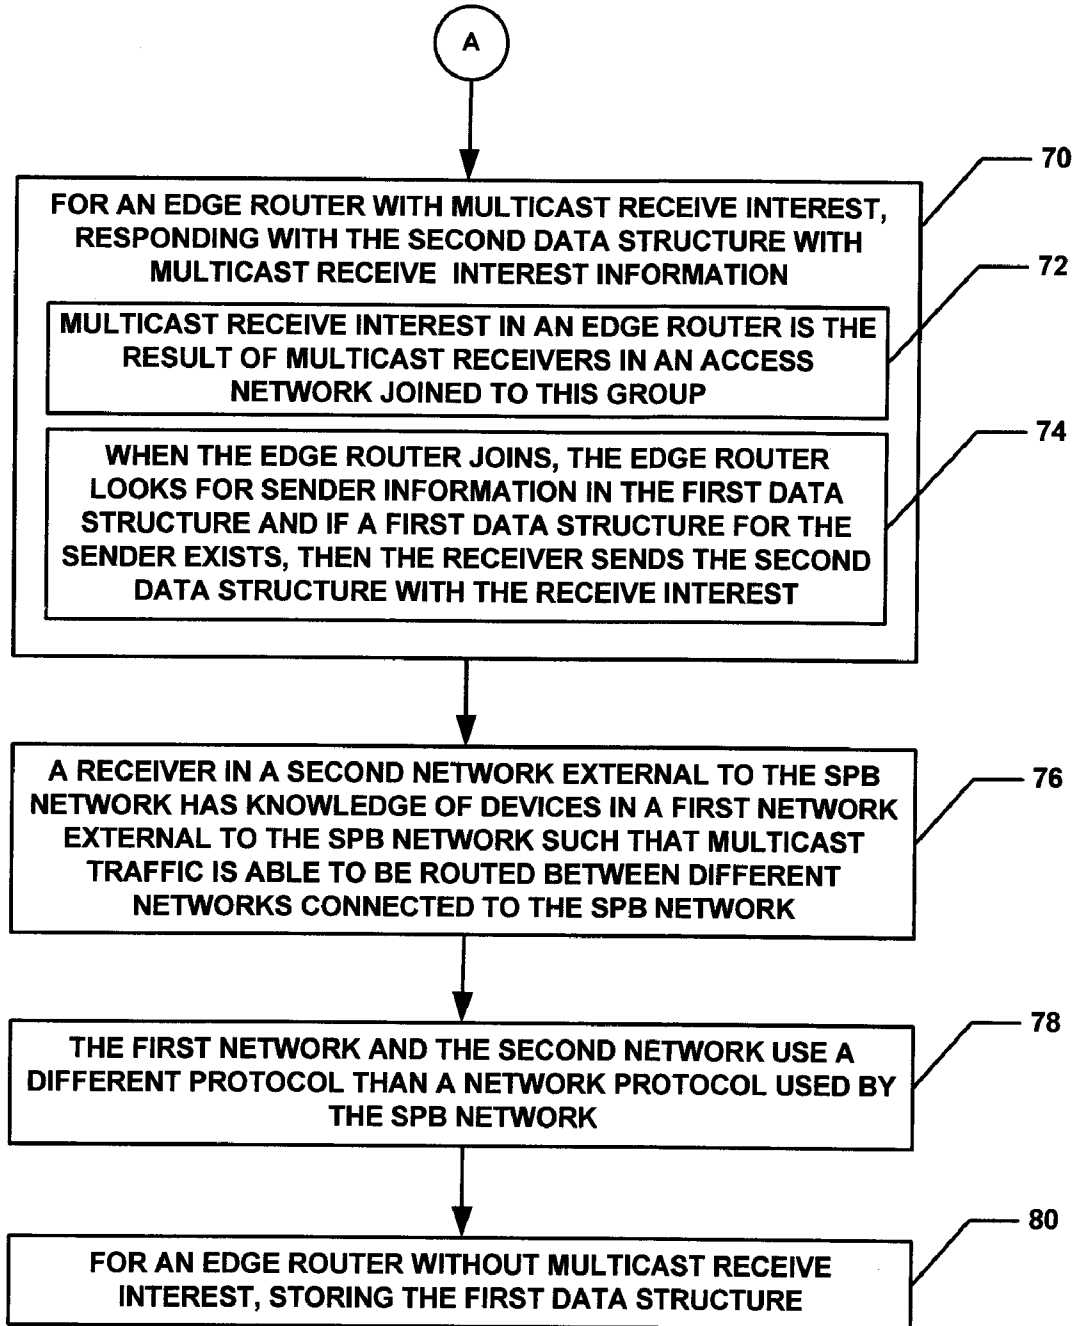 A
70
FOR AN EDGE ROUTER WITH MULTICAST RECEIVE INTEREST,
RESPONDING WITH THE SECOND DATA STRUCTURE WITH
MULTICAST RECEIVE INTEREST INFORMATION
72
MULTICAST RECEIVE INTEREST IN AN EDGE ROUTER IS THE
RESULT OF MULTICAST RECEIVERS IN AN ACCESS
NETWORK JOINED TO THIS GROUP
74
WHEN THE EDGE ROUTER JOINS, THE EDGE ROUTER
LOOKS FOR SENDER INFORMATION IN THE FIRST DATA
STRUCTURE AND IF A FIRST DATA STRUCTURE FOR THE
SENDER EXISTS, THEN THE RECEIVER SENDS THE SECOND
DATA STRUCTURE WITH THE RECEIVE INTEREST
76
A RECEIVER IN A SECOND NETWORK EXTERNAL TO THE SPB
NETWORK HAS KNOWLEDGE OF DEVICES IN A FIRST NETWORK
EXTERNAL TO THE SPB NETWORK SUCH THAT MULTICAST
TRAFFIC IS ABLE TO BE ROUTED BETWEEN DIFFERENT
NETWORKS CONNECTED TO THE SPB NETWORK
78
THE FIRST NETWORK AND THE SECOND NETWORK USE A
DIFFERENT PROTOCOL THAN A NETWORK PROTOCOL USED BY
THE SPB NETWORK
80
FOR AN EDGE ROUTER WITHOUT MULTICAST RECEIVE
INTEREST, STORING THE FIRST DATA STRUCTURE